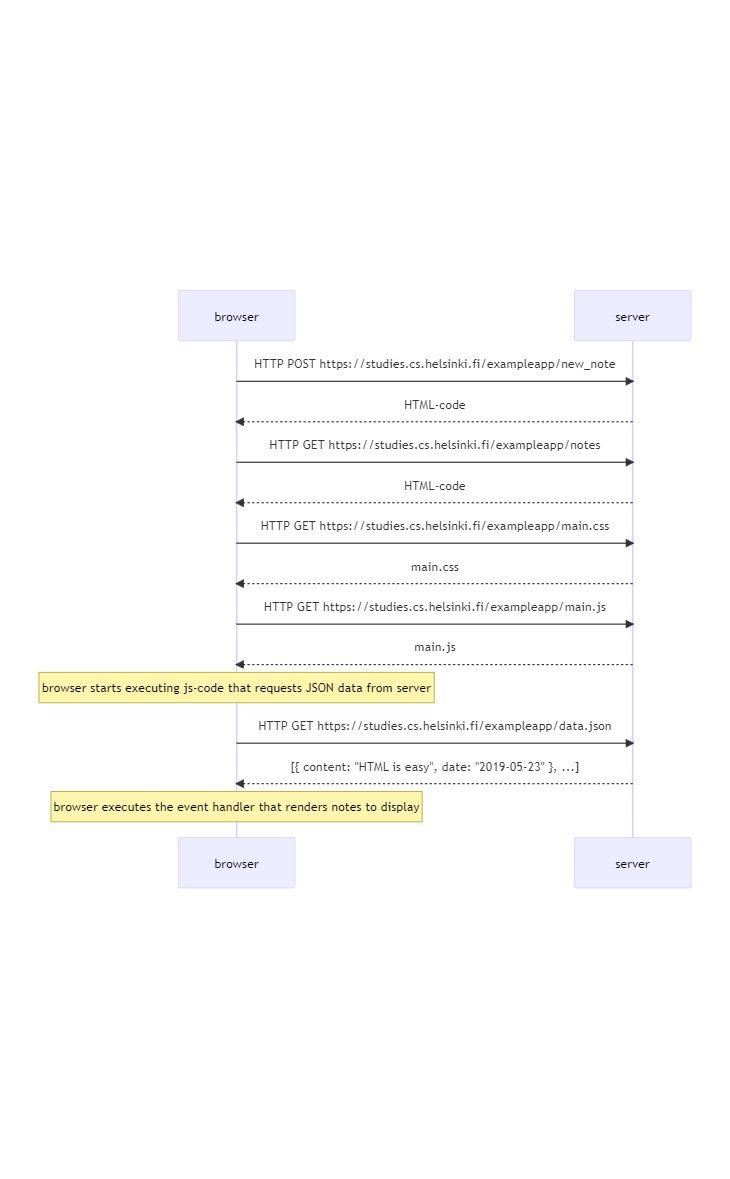 browser
server
HTTP POST https://studies.cs.helsinki.fi/exampleapp/new_note
HTML-code
HTTP GET https://studies.cs.helsinki.fi/exampleapp/notes
HTML-code
HTTP GET https://studies.cs.helsinki.fi/exampleapp/main.css
main.css
HTTP GET https://studies.cs.helsinki.fi/exampleapp/main.js
main.js
browser starts executing js-code that requests JSON data from server
HTTP GET https://studies.cs.helsinki.fi/exampleapp/data.json
[{ content: "HTML is easy", date: "2019-05-23" }, ...]
browser executes the event handler that renders notes to display
browser
server